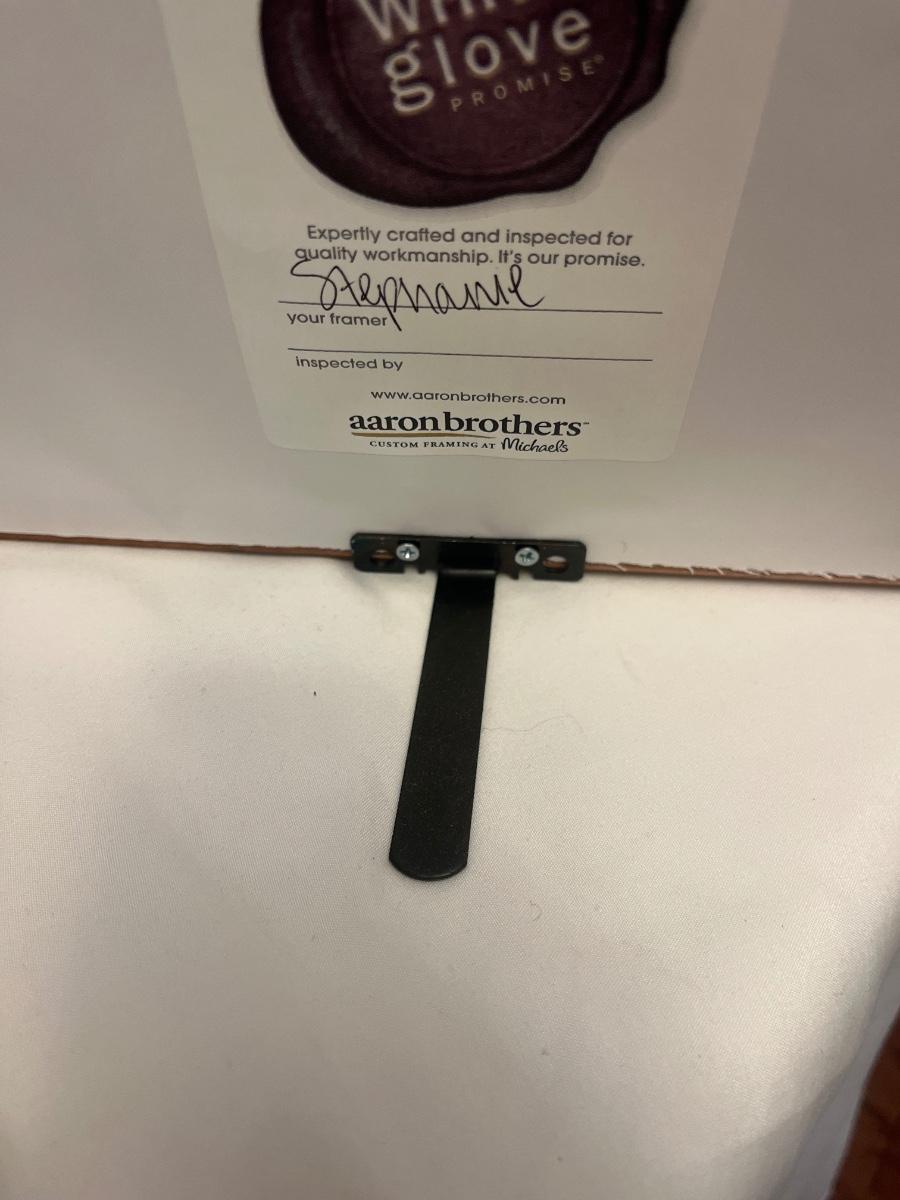 glove
PROMISE®
Expertly crafted and inspected for
quality workmanship. It's our promise.
Stephanie
your framer
inspected by
www.aaronbrothers.com
aaronbrothers™
CUSTOM FRAMING AT Michaels